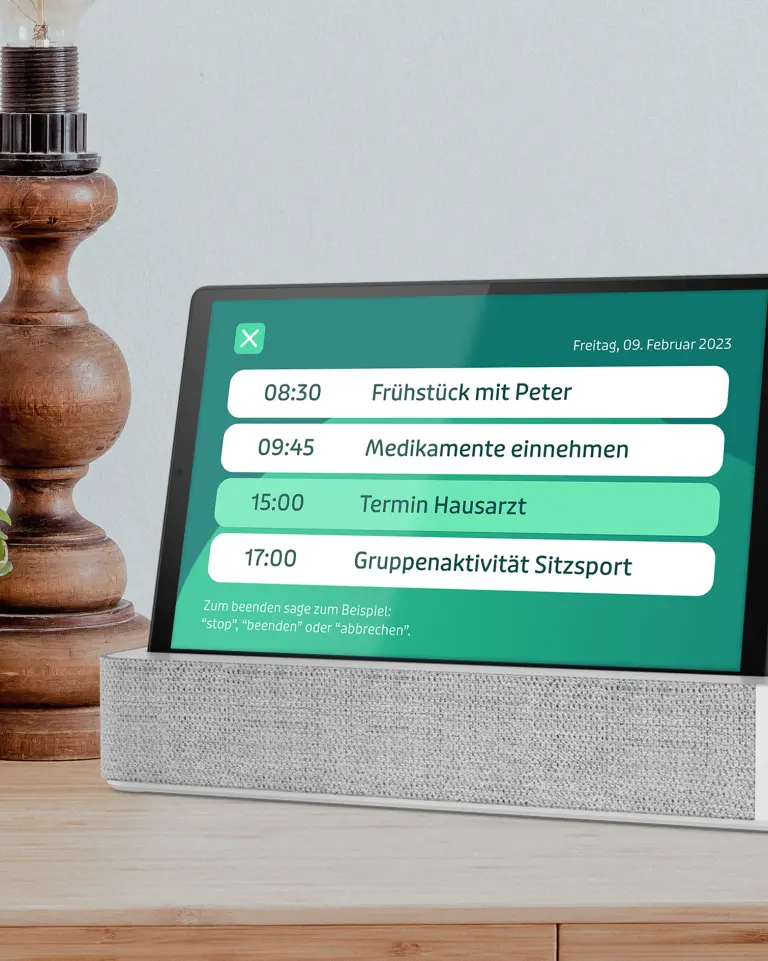 Freitag, 09. Februar 2023
08:30 Frühstück mit Peter
09:45 Medikamente einnehmen
15:00 Termin Hausarzt
17:00 Gruppenaktivität Sitzsport
Zum beenden sage zum Beispiel:
“stop”, “beenden” oder “abbrechen”.